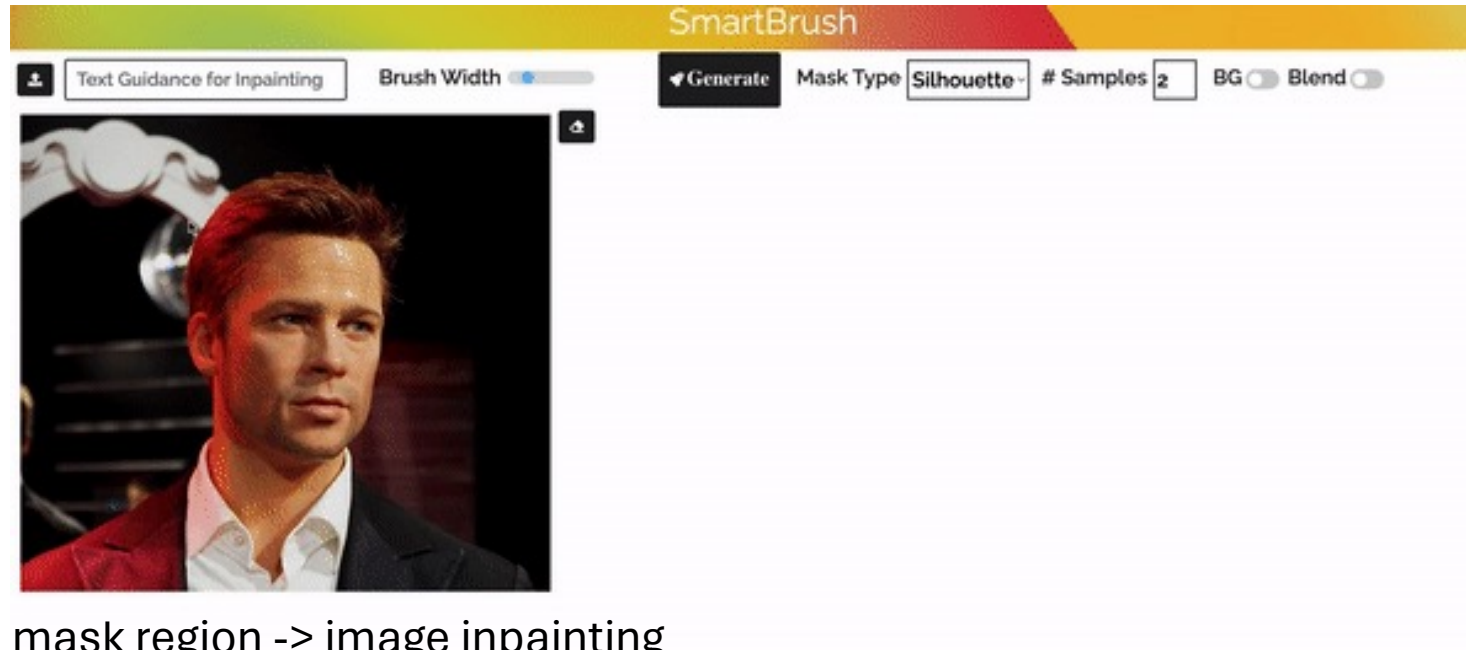 SmartBrush
Text Guidance for Inpainting Brush Width Generate Mask Type Silhouette # Samples 2 BG Blend
mask region -> image inpainting